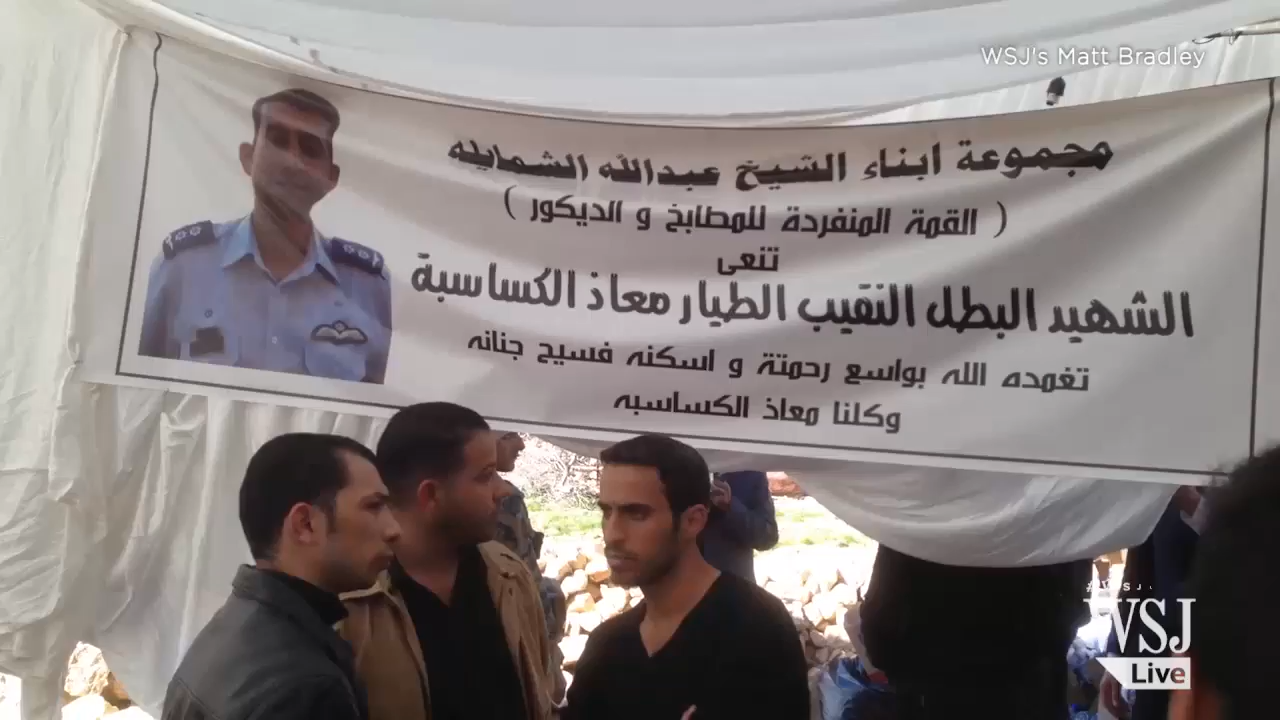 WSJ's Matt Bradley
مجموعة ابناء الشيخ عبدالله الشمايله
( القمة المنفردة للمطابخ و الديكور )
تنعى
الشهيد البطل النقيب الطيار معاذ الكساسبة
تغمده الله بواسع رحمتة و اسكنه فسيح جنانه
وكلنا معاذ الكساسبه
WSJ
Live